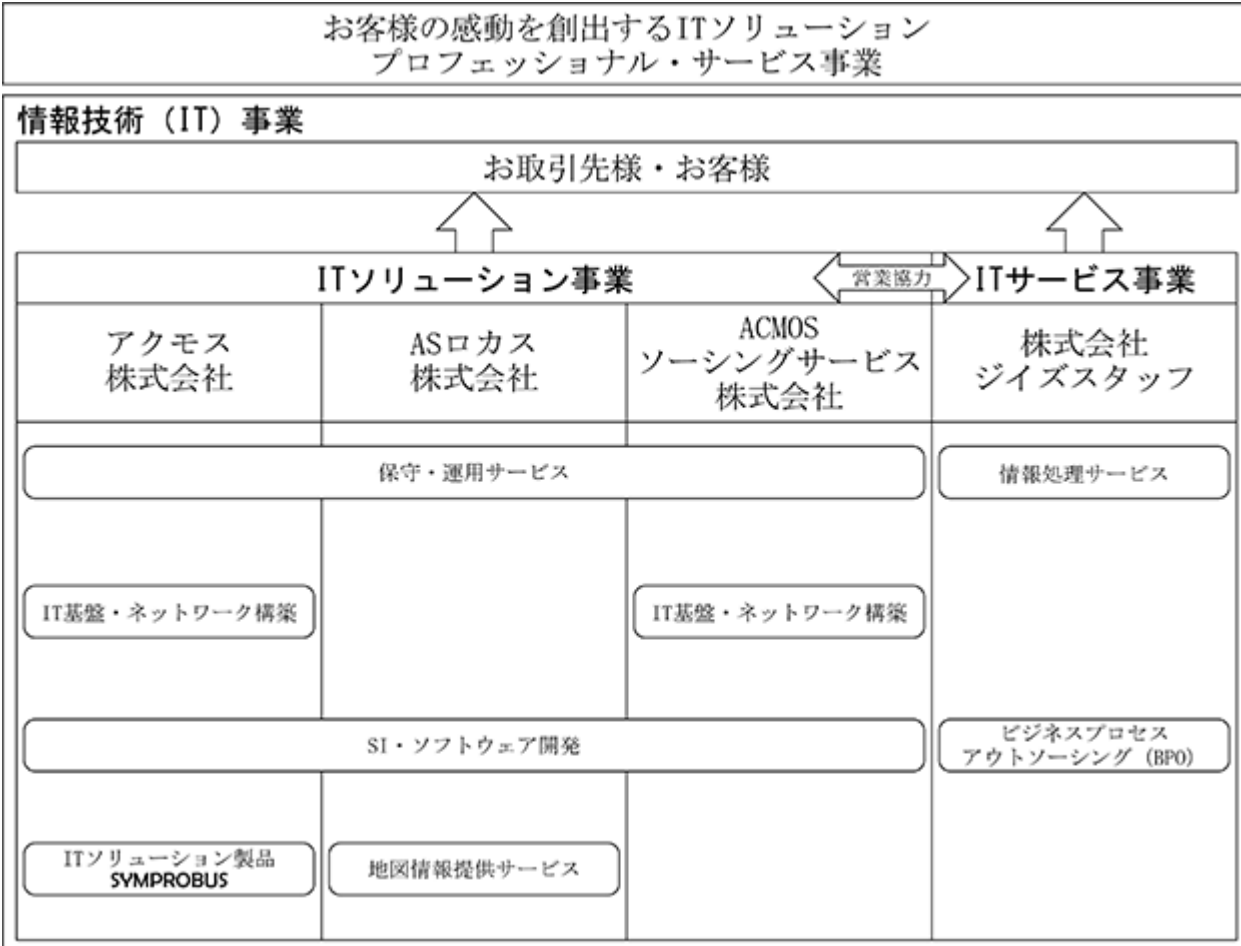 お客様の感動を創出するITソリューション
プロフェッショナル・サービス事業
情報技術（IT）事業
お取引先様・お客様
ITソリューション事業
営業協力
ITサービス事業
アクモス
株式会社
ASロカス
株式会社
ACMOS
ソーシングサービス
株式会社
株式会社
ジイズスタッフ
保守・運用サービス
情報処理サービス
IT基盤・ネットワーク構築
IT基盤・ネットワーク構築
SI・ソフトウェア開発
ビジネスプロセス
アウトソーシング（BPO）
ITソリューション製品
SYMPROBUS
地図情報提供サービス